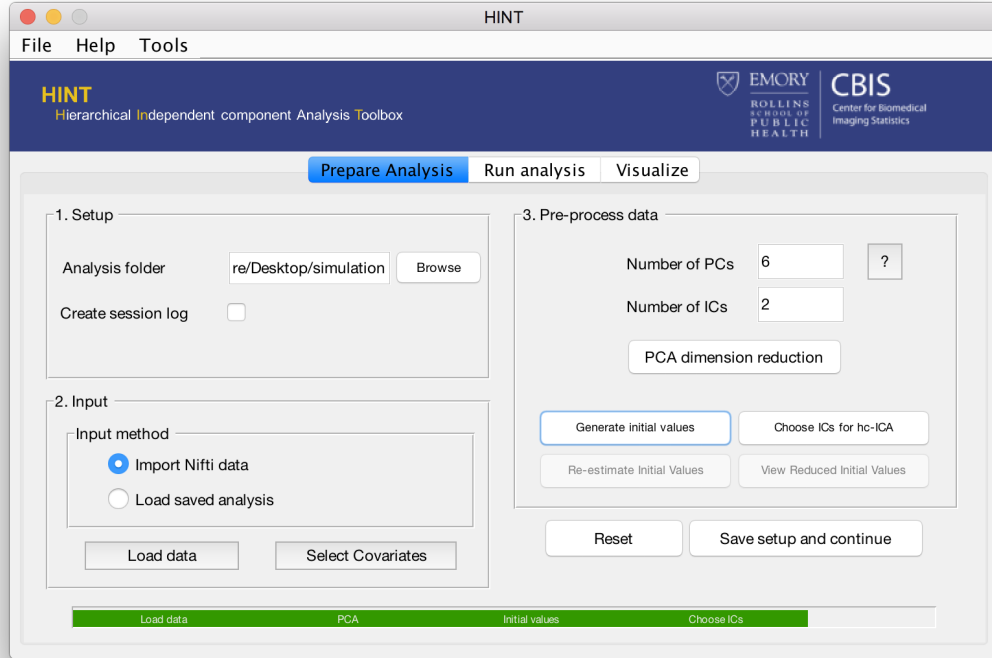 HINT
File Help Tools
HINT
Hierarchical Independent component Analysis Toolbox
EMORY
ROLLINS
SCHOOL OF
PUBLIC
HEALTH
CBIS
Center for Biomedical
Imaging Statistics
Prepare Analysis Run analysis Visualize
1. Setup
Analysis folder re/Desktop/simulation Browse
Create session log
2. Input
Input method
Import Nifti data
Load saved analysis
Load data Select Covariates
3. Pre-process data
Number of PCs 6 ?
Number of ICs 2
PCA dimension reduction
Generate initial values Choose ICs for hc-ICA
Re-estimate Initial Values View Reduced Initial Values
Reset Save setup and continue
Load data PCA Initial values Choose ICs